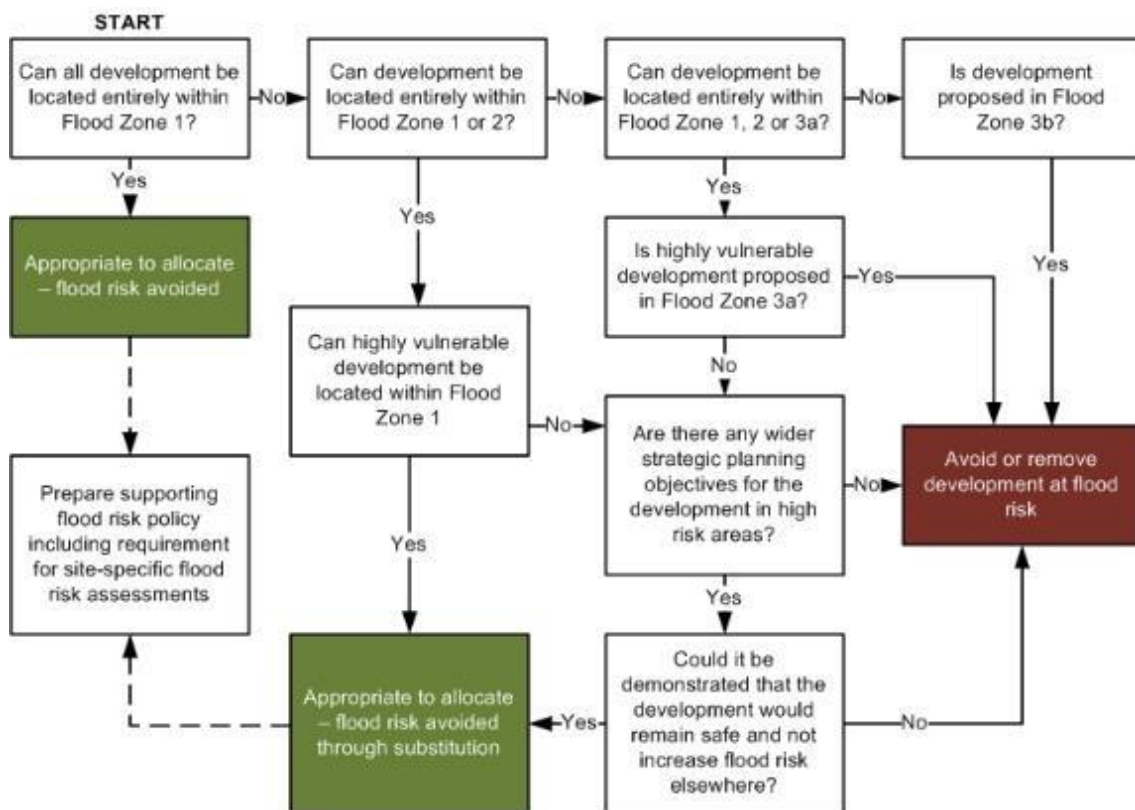 START
Can all development be
located entirely within
Flood Zone 1?
No
Can development be
located entirely within
Flood Zone 1 or 2?
No
Can development be
located entirely within
Flood Zone 1, 2 or 3a?
No
Is development
proposed in Flood
Zone 3b?
Yes
Appropriate to allocate
– flood risk avoided
Yes
Can highly vulnerable
development be
located within Flood
Zone 1
Yes
Is highly vulnerable
development proposed
in Flood Zone 3a?
Yes
Yes
No
No
Are there any wider
strategic planning
objectives for the
development in high
risk areas?
No
Avoid or remove
development at flood
risk
Prepare supporting
flood risk policy
including requirement
for site-specific flood
risk assessments
Yes
Yes
Appropriate to allocate
– flood risk avoided
through substitution
Yes
Could it be
demonstrated that the
development would
remain safe and not
increase flood risk
elsewhere?
No